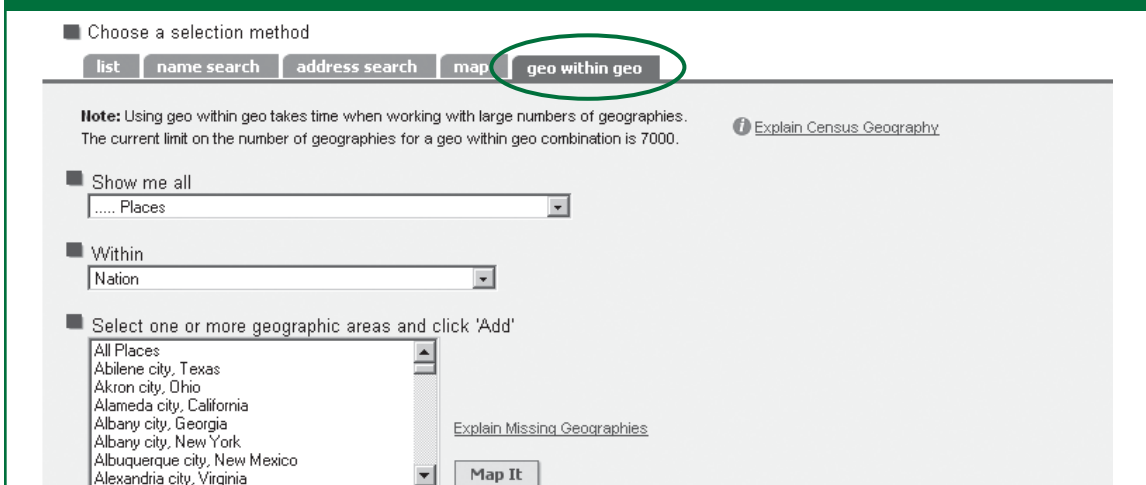 Choose a selection method
list name search address search map geo within geo
Note: Using geo within geo takes time when working with large numbers of geographies.
The current limit on the number of geographies for a geo within geo combination is 7000.
Explain Census Geography
Show me all
..... Places
Within
Nation
Select one or more geographic areas and click 'Add'
All Places
Abilene city, Texas
Akron city, Ohio
Alameda city, California
Albany city, Georgia
Albany city, New York
Albuquerque city, New Mexico
Alexandria city, Virginia
Explain Missing Geographies
Map It